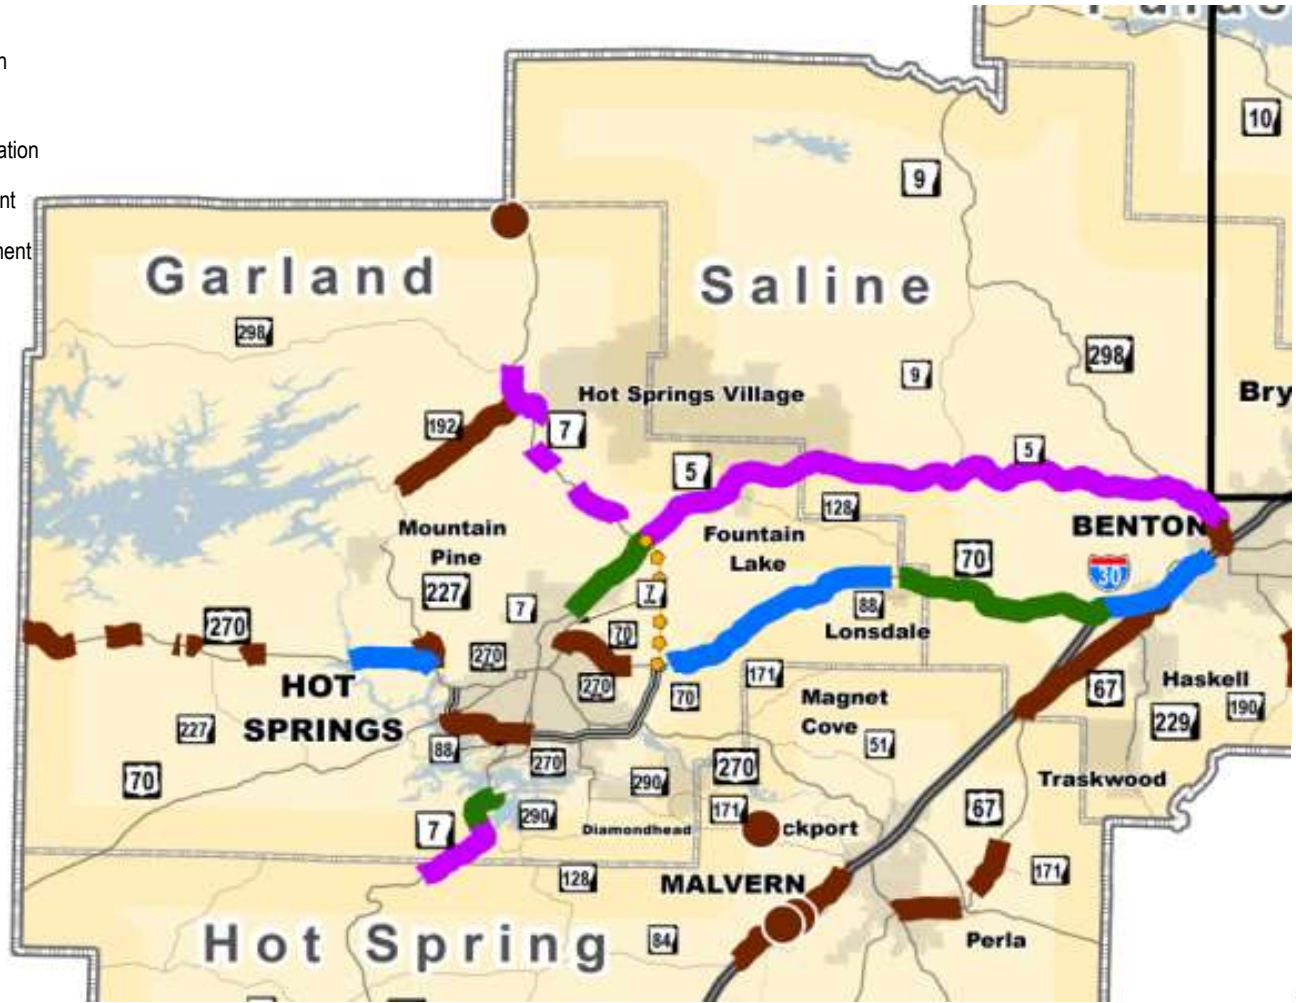 ation
nt
nent
10
9
Garland
Saline
298
298
9
Bry
Hot Springs Village
192
7
5
5
128
Mountain
Pine
Fountain
Lake
BENTON
70
30
227
7
7
88
Lonsdale
270
70
270
HOT
SPRINGS
270
70
171
Magnet
Cove
67
Haskell
190
229
227
51
88
270
270
290
70
Traskwood
67
171
290
7
Diamondhead
ckport
171
128
MALVERN
84
Perla
Hot Spring